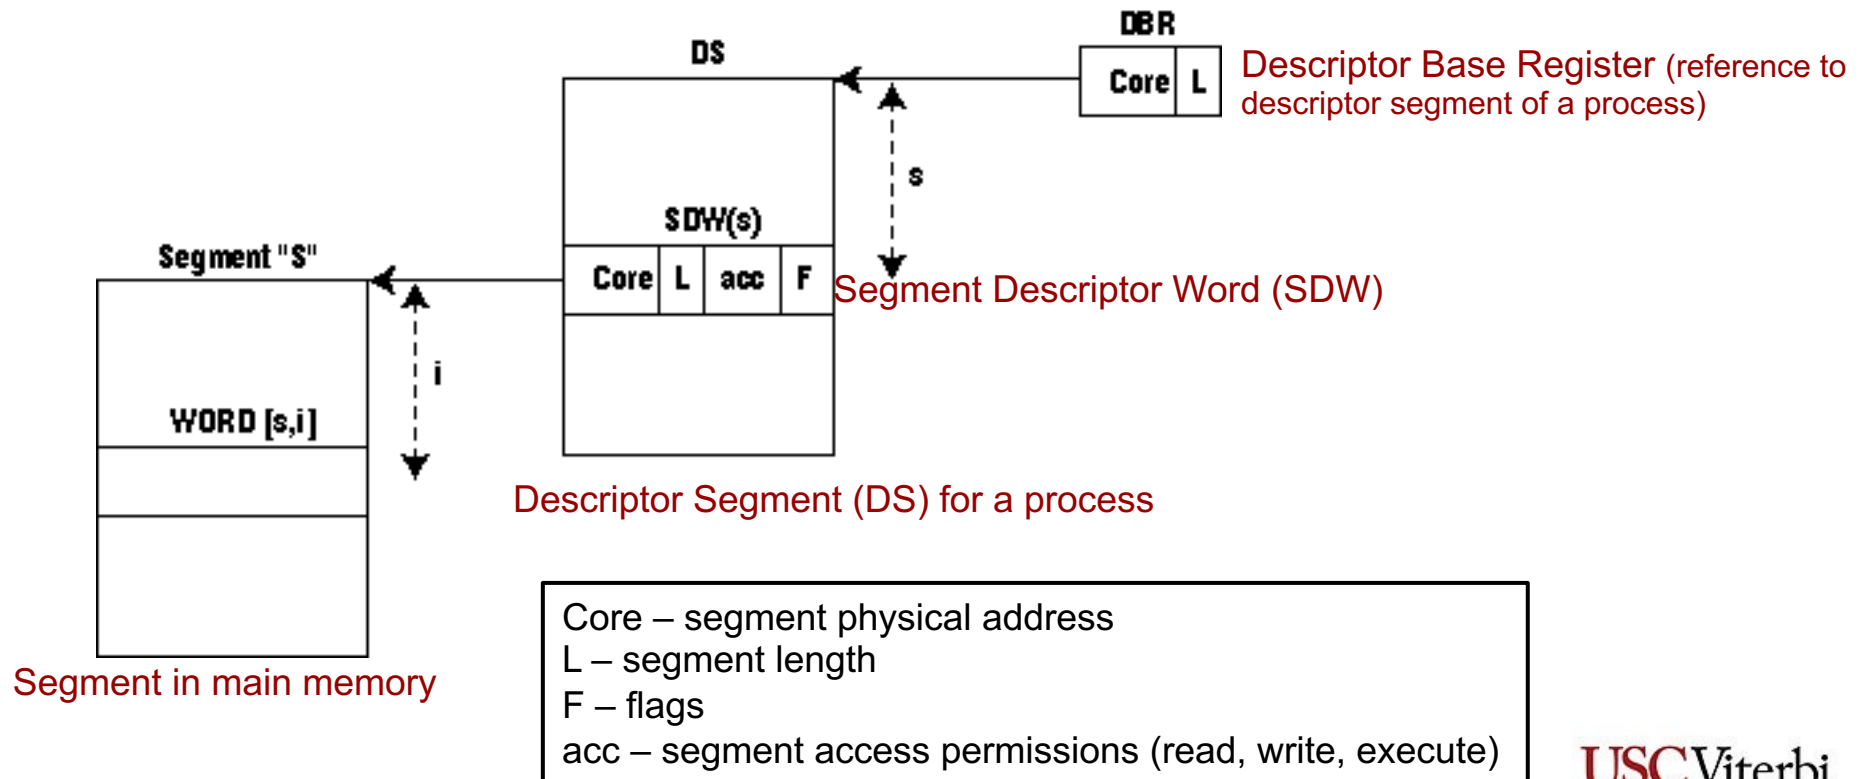 DBR
DS
Core L
Descriptor Base Register (reference to
descriptor segment of a process)
s
SDW(s)
Segment "S"
Core L acc F
Segment Descriptor Word (SDW)
i
WORD [s,i]
Descriptor Segment (DS) for a process
Segment in main memory
Core – segment physical address
L – segment length
F – flags
acc – segment access permissions (read, write, execute)
USC Viterbi